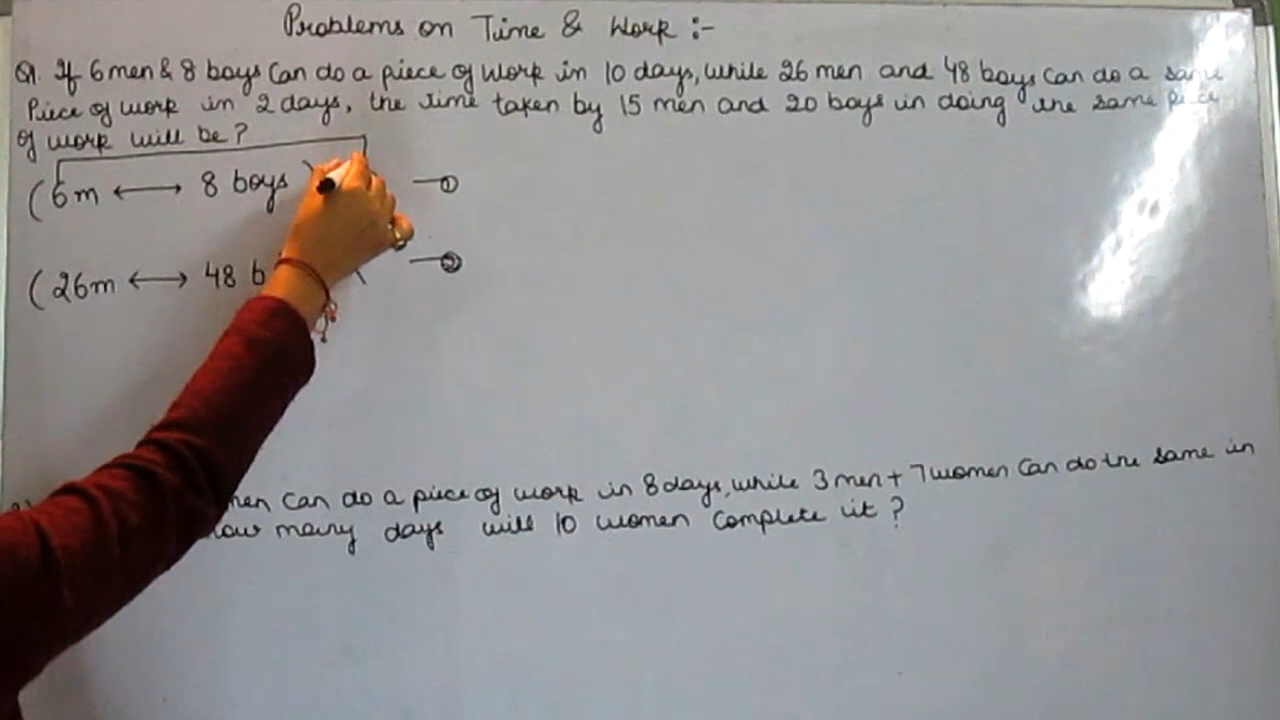 Problems on Time & Work :-
Q1. If 6 men & 8 boys can do a piece of work in 10 days, while 26 men and 48 boys can do a same
Piece of work in 2 days, the time taken by 15 men and 20 boys in doing the same piece
of work will be?
(6m ⟷ 8 boys ) —①
(26m ⟷ 48 b —②
men can do a piece of work in 8 days, while 3 men + 7 women can do the same in
how many days will 10 women complete it?